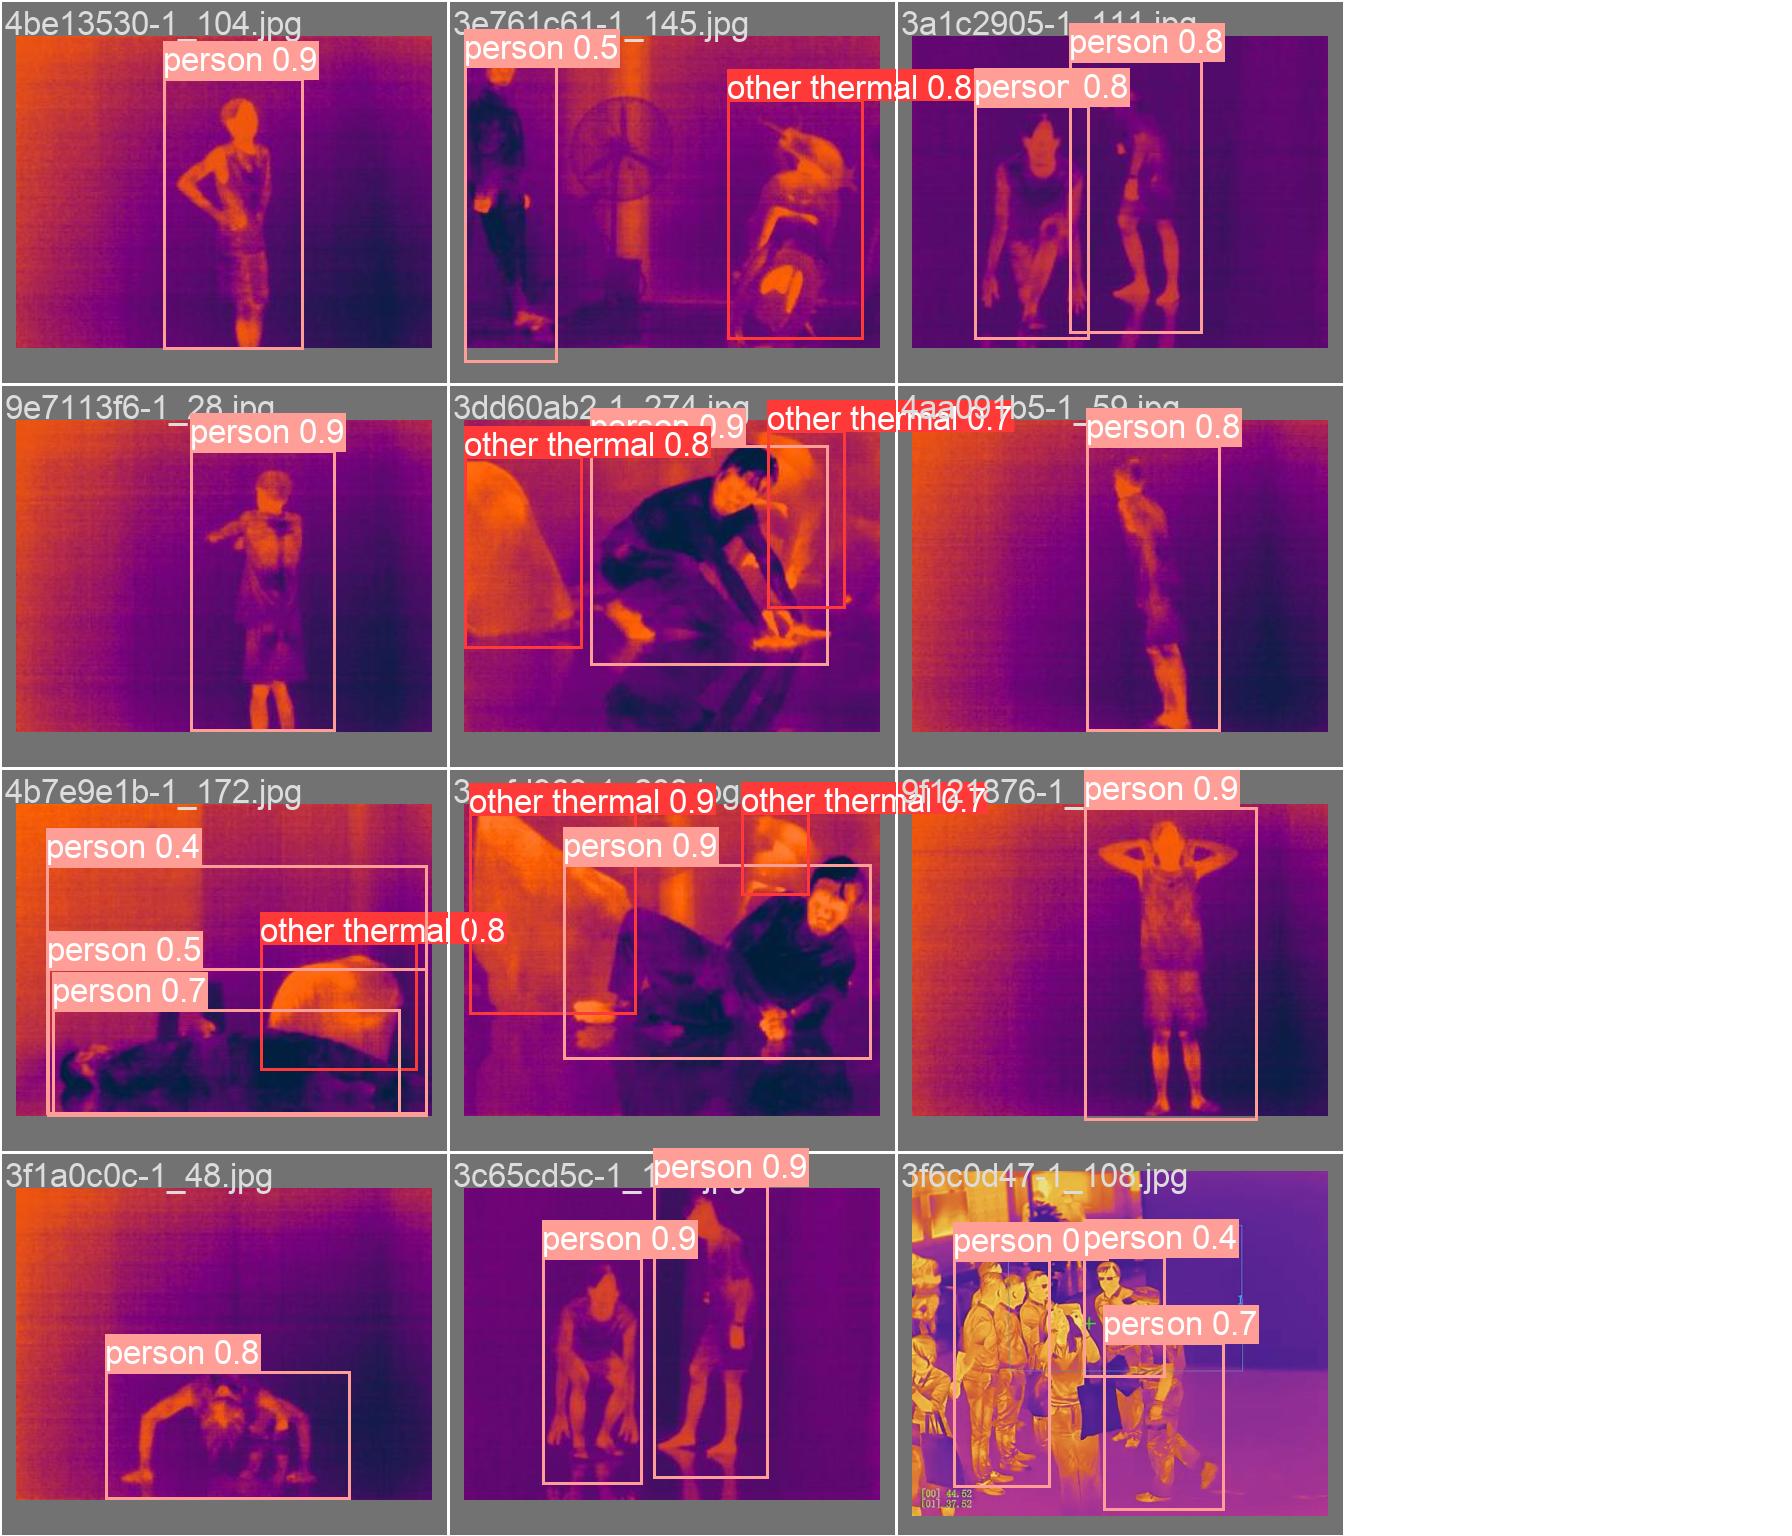 4be13530-1_104.jpg
person 0.9
3e761c61-1_145.jpg
person 0.5
other thermal 0.8
3a1c2905-1_111.jpg
person 0.8
person 0.8
9e7113f6-1_28.jpg
person 0.9
3dd60ab2-1_274.jpg
person 0.9
other thermal 0.8
other thermal 0.7
4aa091b5-1_59.jpg
person 0.8
4b7e9e1b-1_172.jpg
person 0.4
person 0.5
person 0.7
other thermal 0.8
other thermal 0.9
other thermal 0.7
person 0.9
9f121876-1_
person 0.9
3f1a0c0c-1_48.jpg
person 0.8
3c65cd5c-1_1
person 0.9
person 0.9
3f6c0d47-1_108.jpg
person 0
person 0.4
person 0.7
[00] 44.52
[01] 37.52